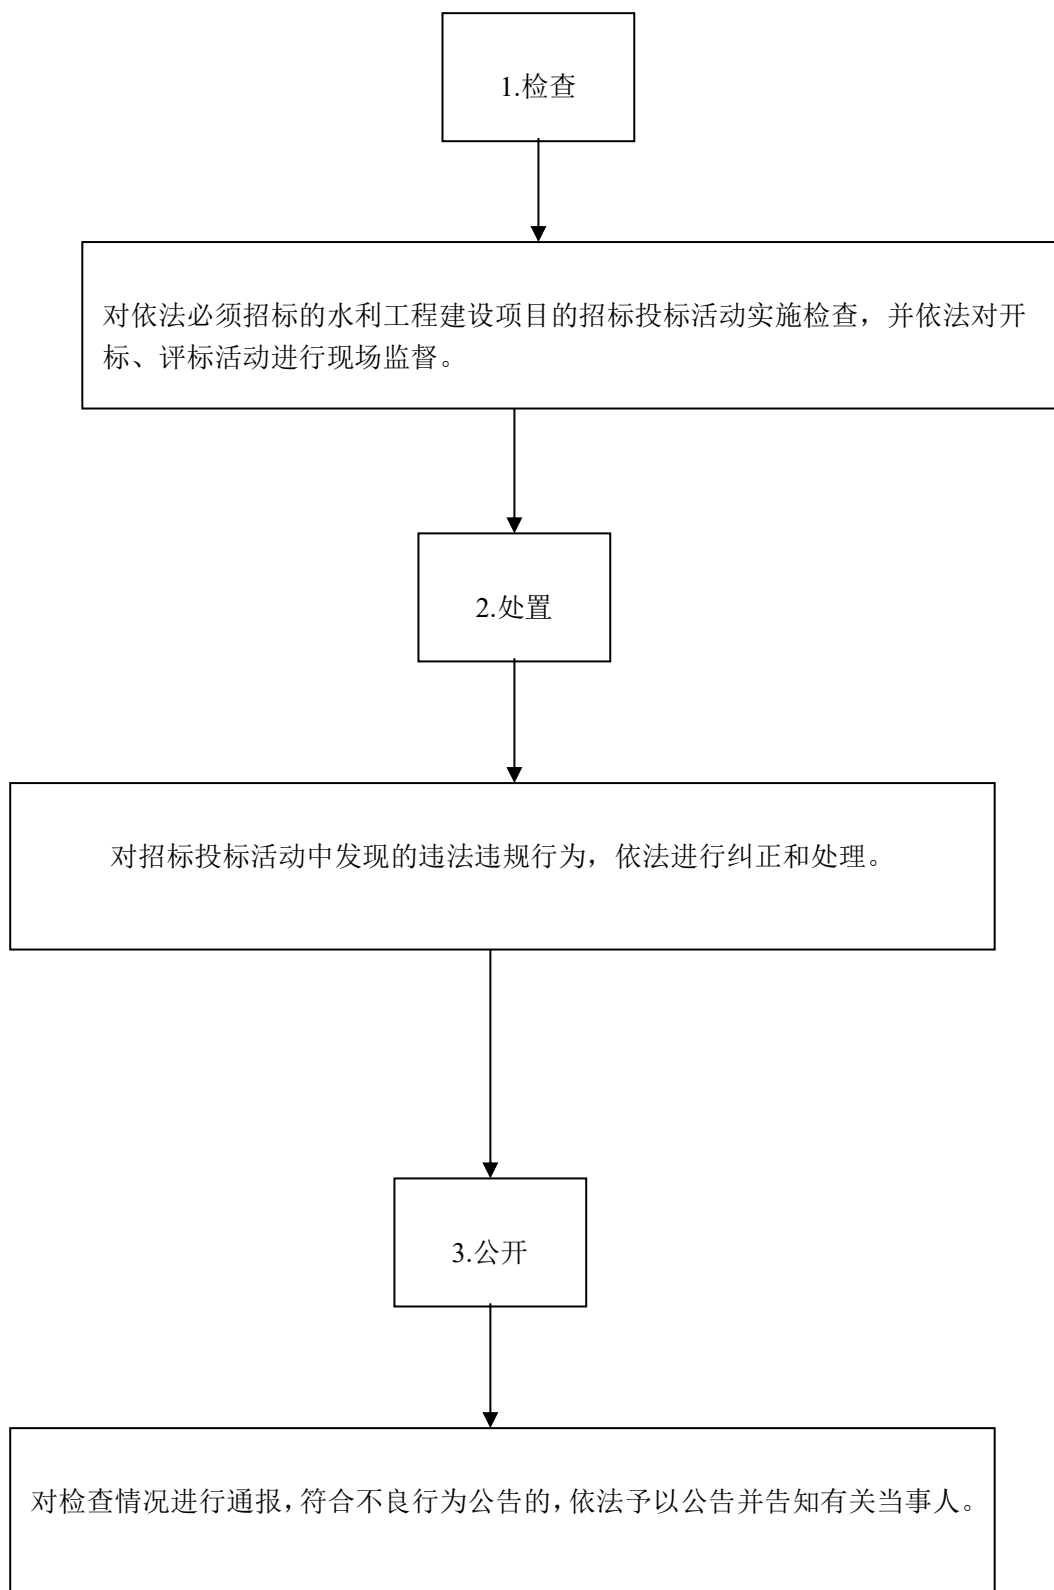 1.检查
对依法必须招标的水利工程建设项目的招标投标活动实施检查，并依法对开
标、评标活动进行现场监督。
2.处置
对招标投标活动中发现的违法违规行为，依法进行纠正和处理。
3.公开
对检查情况进行通报，符合不良行为公告的，依法予以公告并告知有关当事人。